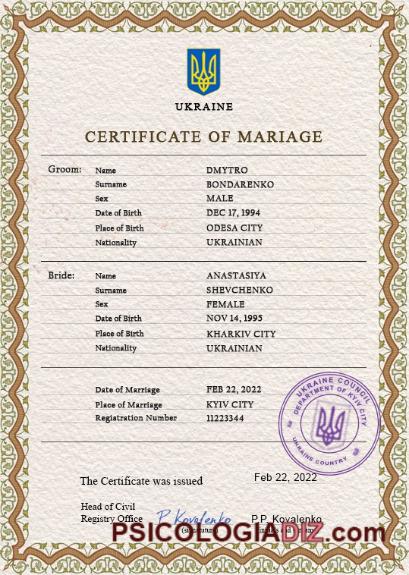 UKRAINE
CERTIFICATE OF MARIAGE
Groom: Name DMYTRO
Surname BONDARENKO
Sex MALE
Date of Birth DEC 17, 1994
Place of Birth ODESA CITY
Nationality UKRAINIAN
Bride: Name ANASTASIYA
Surname SHEVCHENKO
Sex FEMALE
Date of Birth NOV 14, 1995
Place of Birth KHARKIV CITY
Nationality UKRAINIAN
Date of Marriage FEB 22, 2022
Place of Marriage KYIV CITY
Registration Number 11223344
UKRAINE COUNCIL
DEPARTMENT OF KYIV CITY
UKRAINS COUNTRY
The Certificate was issued Feb 22, 2022
Head of Civil
Registry Office P. Kovalenko P.P. Kovalenko
(signature)
PSICOLOGIADIZ.com